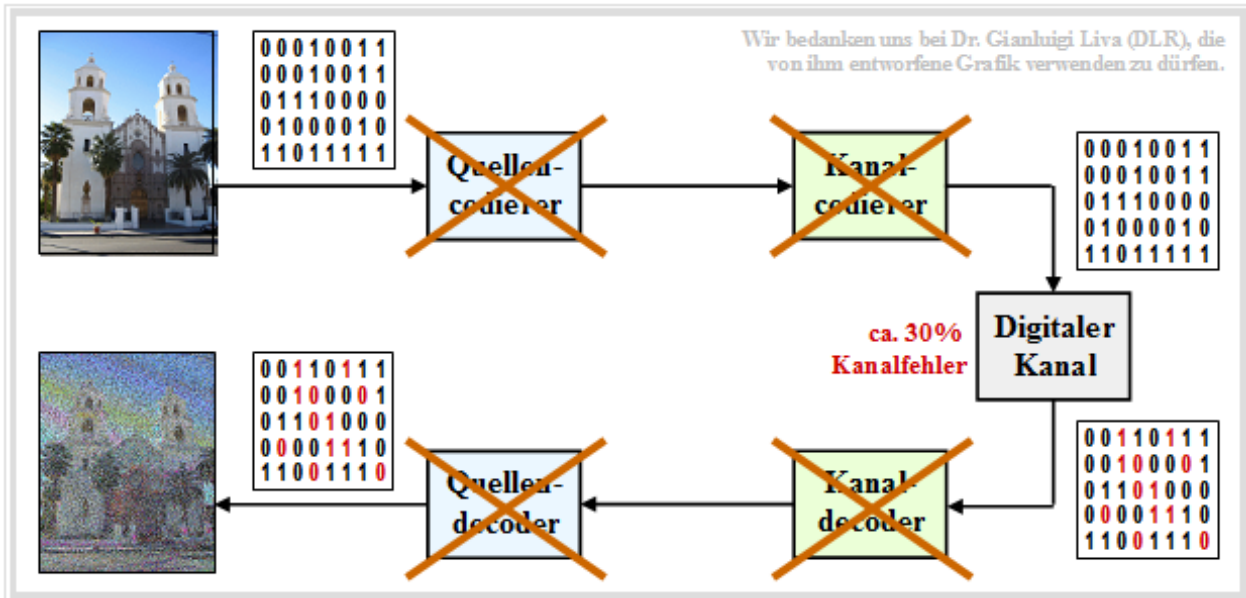 Wir bedanken uns bei Dr. Gianluigi Liva (DLR), die
von ihm entworfene Grafik verwenden zu dürfen.
0 0 0 1 0 0 1 1
0 0 0 1 0 0 1 1
0 1 1 1 0 0 0 0
0 1 0 0 0 0 1 0
1 1 0 1 1 1 1 1
Quellen-
codierer
Kanal-
codierer
0 0 0 1 0 0 1 1
0 0 0 1 0 0 1 1
0 1 1 1 0 0 0 0
0 1 0 0 0 0 1 0
1 1 0 1 1 1 1 1
ca. 30%
Kanalfehler
Digitaler
Kanal
0 0 1 1 0 1 1 1
0 0 1 0 0 0 0 1
0 1 1 0 1 0 0 0
0 0 0 0 1 1 1 0
1 1 0 0 1 1 1 0
Quellen-
decoder
Kanal-
decoder
0 0 1 1 0 1 1 1
0 0 1 0 0 0 0 1
0 1 1 0 1 0 0 0
0 0 0 0 1 1 1 0
1 1 0 0 1 1 1 0